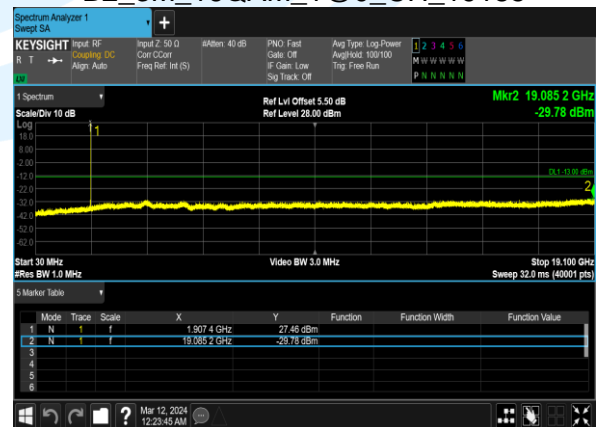 Spectrum Analyzer 1
Swept SA
+
KEYSIGHT
R T
Input: RF
Coupling: DC
Align: Auto
Input Z: 50 Ω
Corr CCorr
Freq Ref: Int (S)
#Atten: 40 dB
PNO: Fast
Gate: Off
IF Gain: Low
Sig Track: Off
Avg Type: Log-Power
Avg|Hold: 100/100
Trig: Free Run
1 2 3 4 5 6
M W W W W W
P N N N N N
1 Spectrum
Scale/Div 10 dB
Ref Lvl Offset 5.50 dB
Ref Level 28.00 dBm
Mkr2 19.085 2 GHz
-29.78 dBm
Log
1
18.0
8.00
-2.00
-12.0
DL1 -13.00 dBm
-22.0
2
-32.0
-42.0
-52.0
-62.0
Start 30 MHz
#Res BW 1.0 MHz
Video BW 3.0 MHz
Stop 19.100 GHz
Sweep 32.0 ms (40001 pts)
5 Marker Table
Mode Trace Scale X Y Function Function Width Function Value
1 N 1 f 1.907 4 GHz 27.46 dBm
2 N 1 f 19.085 2 GHz -29.78 dBm
3
4
5
6
?
Mar 12, 2024
12:23:45 AM